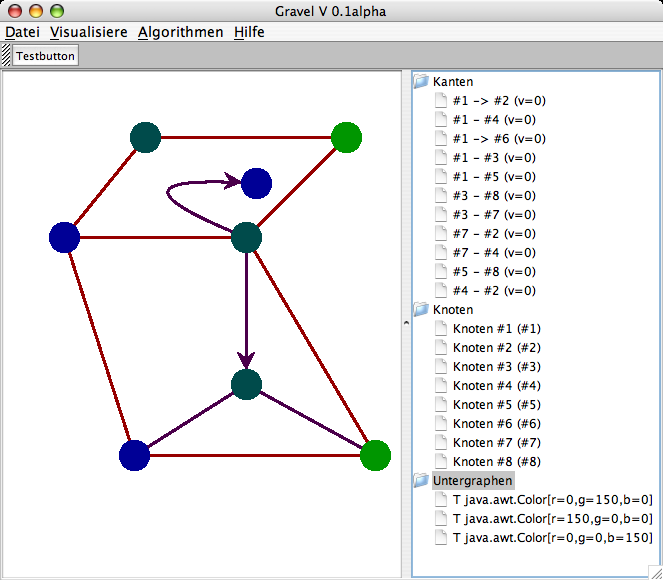 Gravel V 0.1alpha
Datei Visualisiere Algorithmen Hilfe
Testbutton
Kanten
#1 -> #2 (v=0)
#1 - #4 (v=0)
#1 -> #6 (v=0)
#1 - #3 (v=0)
#1 - #5 (v=0)
#3 - #8 (v=0)
#3 - #7 (v=0)
#7 - #2 (v=0)
#7 - #4 (v=0)
#5 - #8 (v=0)
#4 - #2 (v=0)
Knoten
Knoten #1 (#1)
Knoten #2 (#2)
Knoten #3 (#3)
Knoten #4 (#4)
Knoten #5 (#5)
Knoten #6 (#6)
Knoten #7 (#7)
Knoten #8 (#8)
Untergraphen
T java.awt.Color[r=0,g=150,b=0]
T java.awt.Color[r=150,g=0,b=0]
T java.awt.Color[r=0,g=0,b=150]